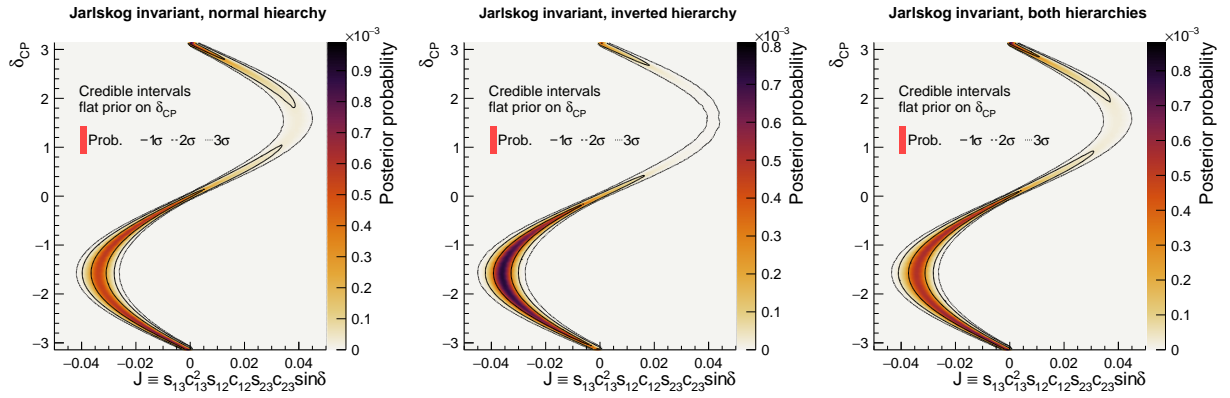 Jarlskog invariant, normal hiearchy
×10⁻³
δCP
3
2
1
0
−1
−2
−3
Credible intervals
flat prior on δCP
Prob. −1σ ··2σ ···3σ
0.9
0.8
0.7
0.6
0.5
0.4
0.3
0.2
0.1
0
Posterior probability
−0.04 −0.02 0 0.02 0.04
J ≡ s₁₃c²₁₃s₁₂c₁₂s₂₃c₂₃sinδ
Jarlskog invariant, inverted hierarchy
×10⁻³
δCP
3
2
1
0
−1
−2
−3
Credible intervals
flat prior on δCP
Prob. −1σ ··2σ ···3σ
0.8
0.7
0.6
0.5
0.4
0.3
0.2
0.1
0
Posterior probability
−0.04 −0.02 0 0.02 0.04
J ≡ s₁₃c²₁₃s₁₂c₁₂s₂₃c₂₃sinδ
Jarlskog invariant, both hierarchies
×10⁻³
δCP
3
2
1
0
−1
−2
−3
Credible intervals
flat prior on δCP
Prob. −1σ ··2σ ···3σ
0.8
0.7
0.6
0.5
0.4
0.3
0.2
0.1
0
Posterior probability
−0.04 −0.02 0 0.02 0.04
J ≡ s₁₃c²₁₃s₁₂c₁₂s₂₃c₂₃sinδ